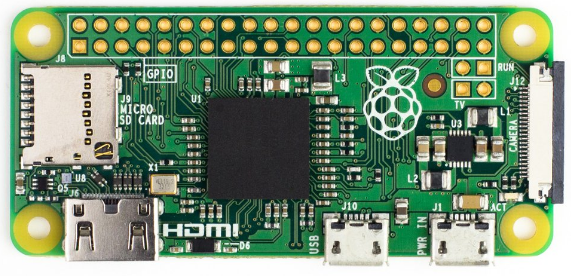 J8
GPIO
L3
RUN
J12
TV
U1
J9
MICRO
SD CARD
L1
U3
CAMERA
X1
U8
Q5
J6
L2
HDMI
D6
J10
USB
J1
PWR IN
ACT